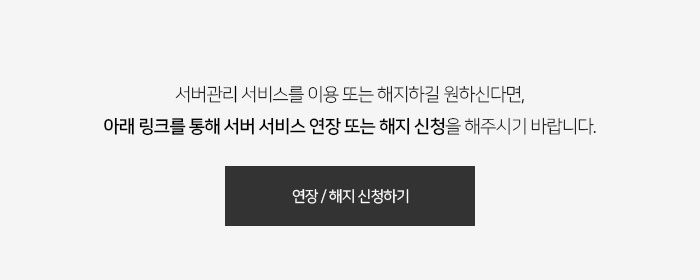 서버관리 서비스를 이용 또는 해지하길 원하신다면,
아래 링크를 통해 서버 서비스 연장 또는 해지 신청을 해주시기 바랍니다.
연장 / 해지 신청하기